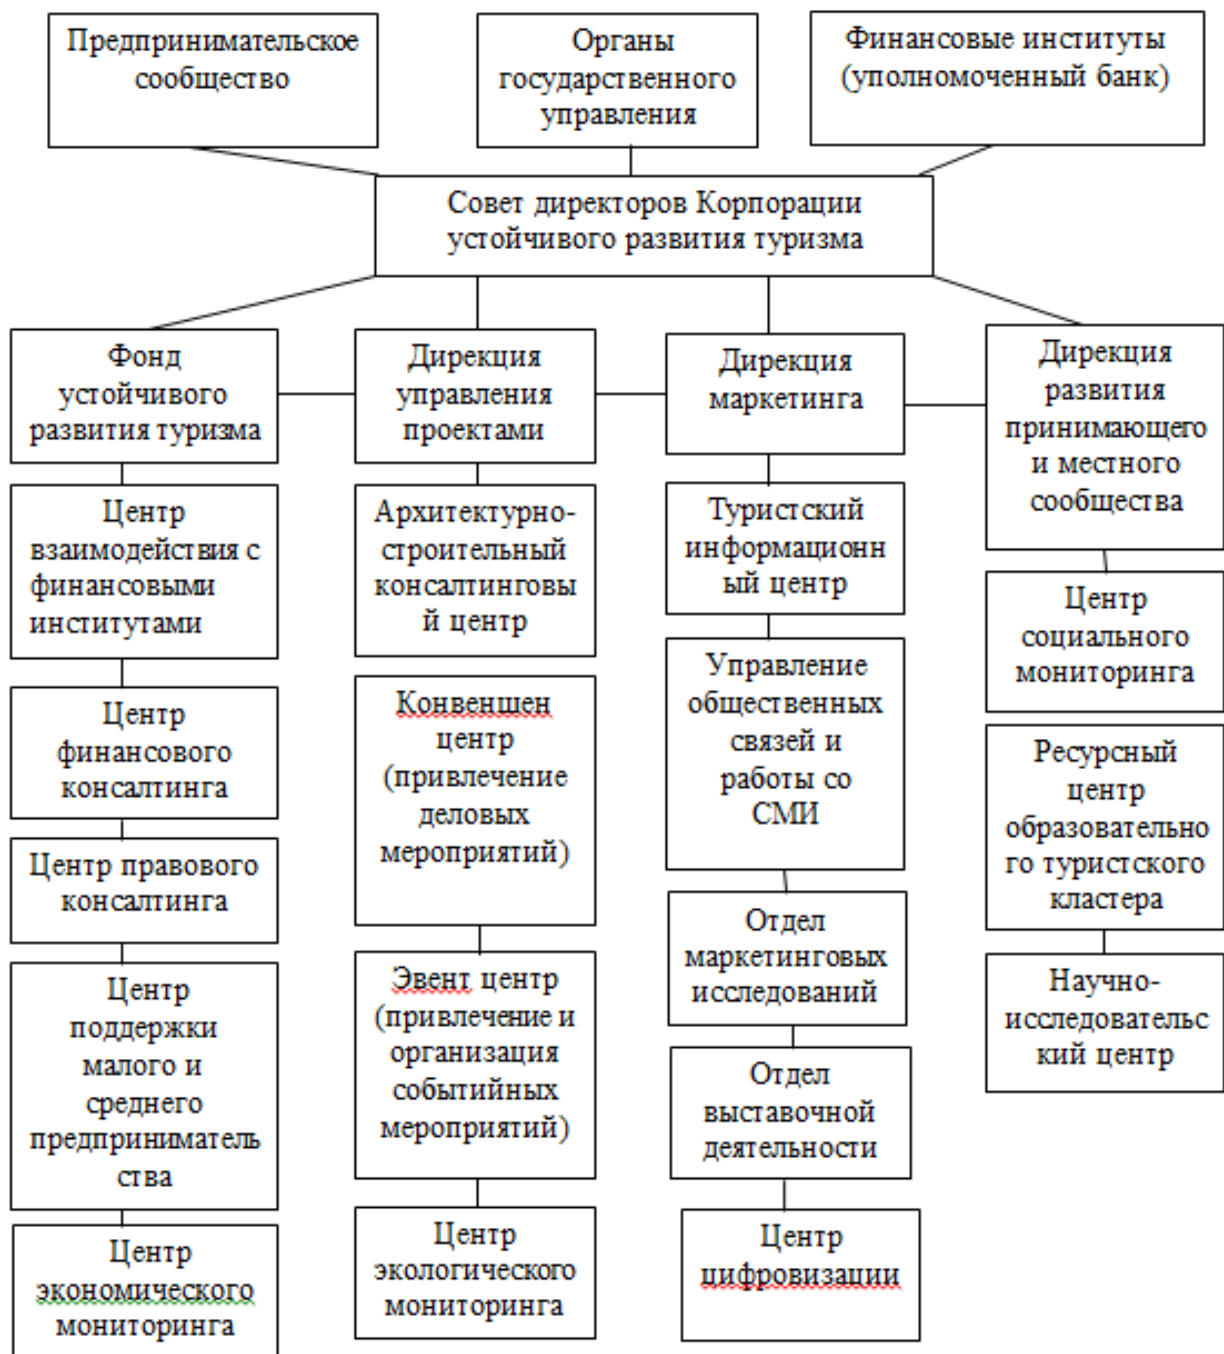 Предпринимательское
сообщество
Органы
государственного
управления
Финансовые институты
(уполномоченный банк)
Совет директоров Корпорации
устойчивого развития туризма
Фонд
устойчивого
развития туризма
Дирекция
управления
проектами
Дирекция
маркетинга
Дирекция
развития
принимающего
и местного
сообщества
Центр
взаимодействия с
финансовыми
институтами
Центр
финансового
консалтинга
Центр правового
консалтинга
Центр
поддержки
малого и
среднего
предприниматель
ства
Центр
экономического
мониторинга
Архитектурно-
строительный
консалтинговы
й центр
Конвеншен
центр
(привлечение
деловых
мероприятий)
Эвент центр
(привлечение и
организация
событийных
мероприятий)
Центр
экологического
мониторинга
Туристский
информационн
ый центр
Управление
общественных
связей и
работы со
СМИ
Отдел
маркетинговых
исследований
Отдел
выставочной
деятельности
Центр
цифровизации
Центр
социального
мониторинга
Ресурсный
центр
образовательно
го туристского
кластера
Научно-
исследовательс
кий центр